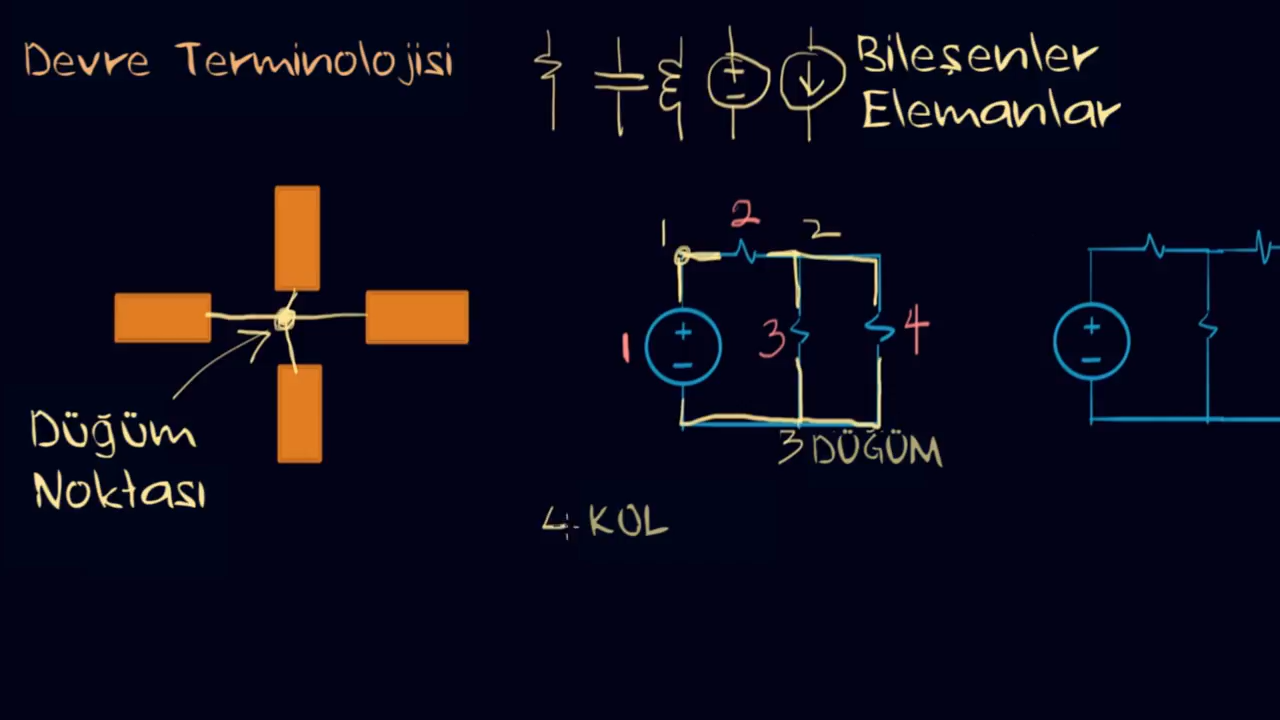 Devre Terminolojisi
Bileşenler
Elemanlar
Düğüm
Noktası
1
2
2
1
3
4
3 DÜĞÜM
4 KOL